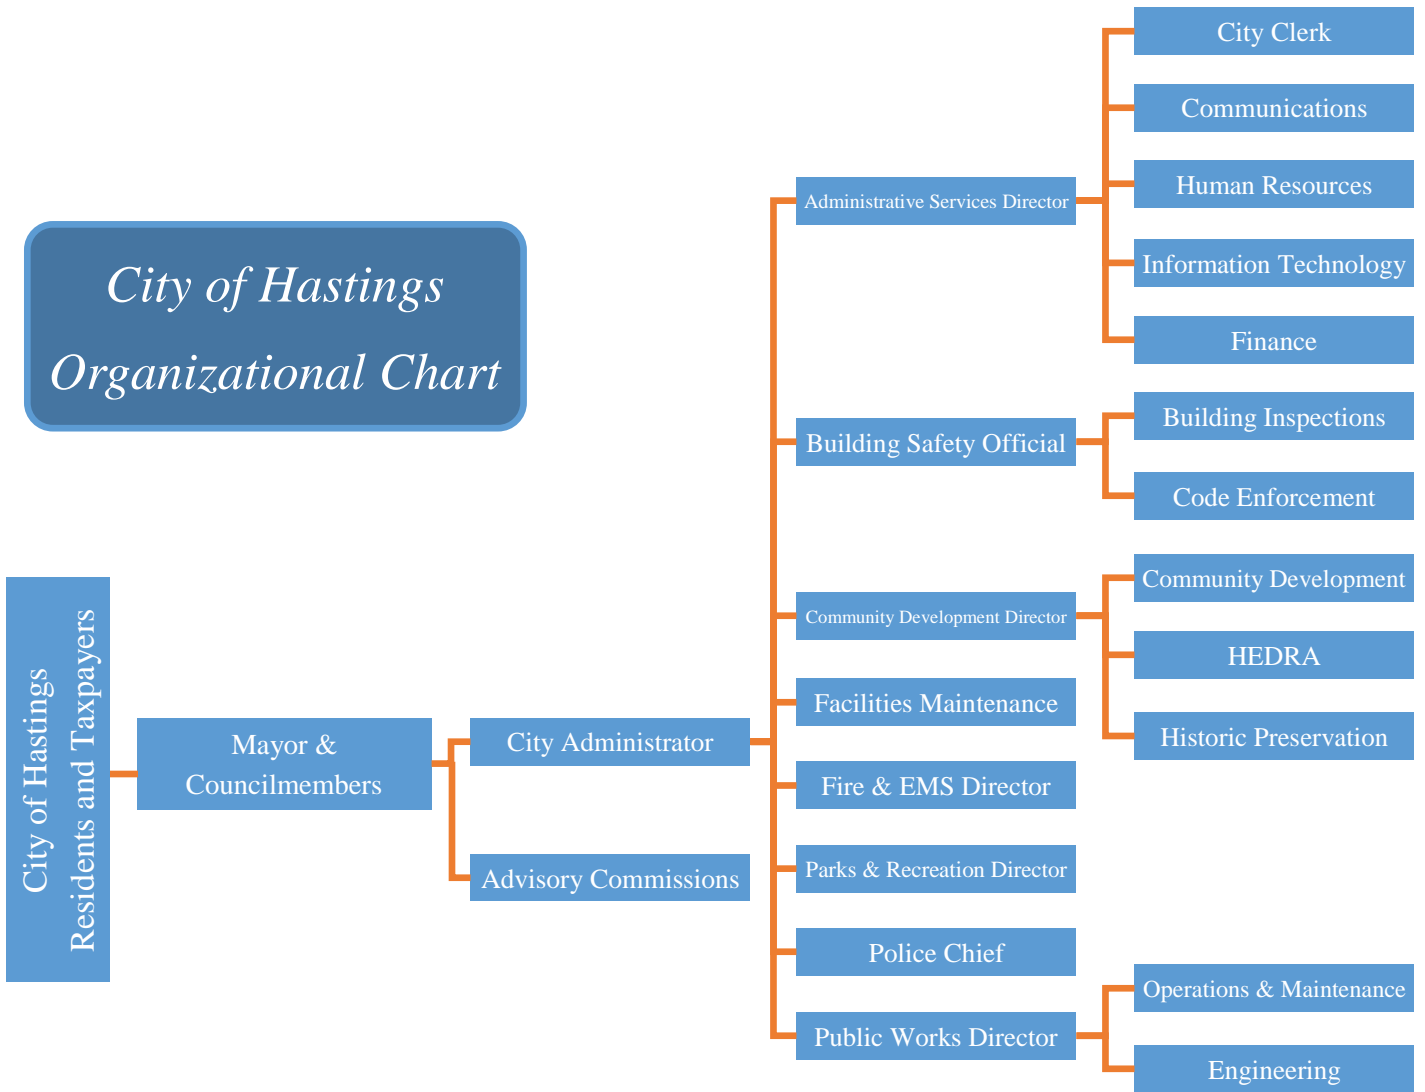 City of Hastings
Organizational Chart
City of Hastings
Residents and Taxpayers
Mayor &
Councilmembers
City Administrator
Advisory Commissions
Administrative Services Director
City Clerk
Communications
Human Resources
Information Technology
Finance
Building Safety Official
Building Inspections
Code Enforcement
Community Development Director
Community Development
HEDRA
Historic Preservation
Facilities Maintenance
Fire & EMS Director
Parks & Recreation Director
Police Chief
Public Works Director
Operations & Maintenance
Engineering